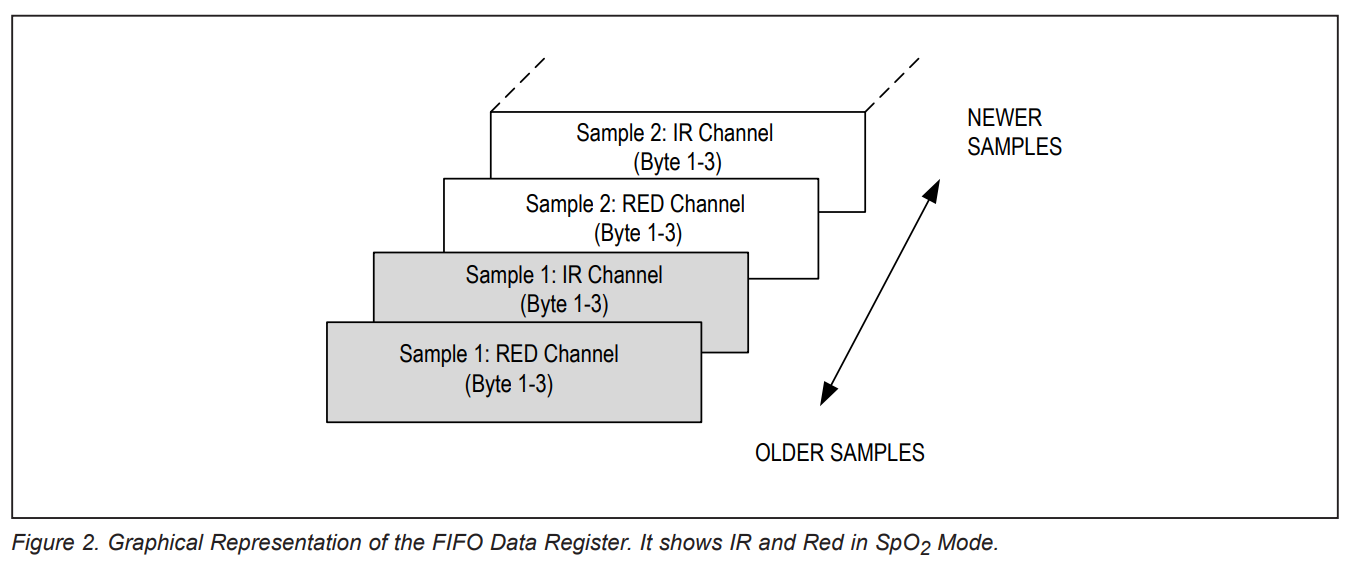 Sample 2: IR Channel
(Byte 1-3)
NEWER
SAMPLES
Sample 2: RED Channel
(Byte 1-3)
Sample 1: IR Channel
(Byte 1-3)
Sample 1: RED Channel
(Byte 1-3)
OLDER SAMPLES
Figure 2. Graphical Representation of the FIFO Data Register. It shows IR and Red in SpO2 Mode.